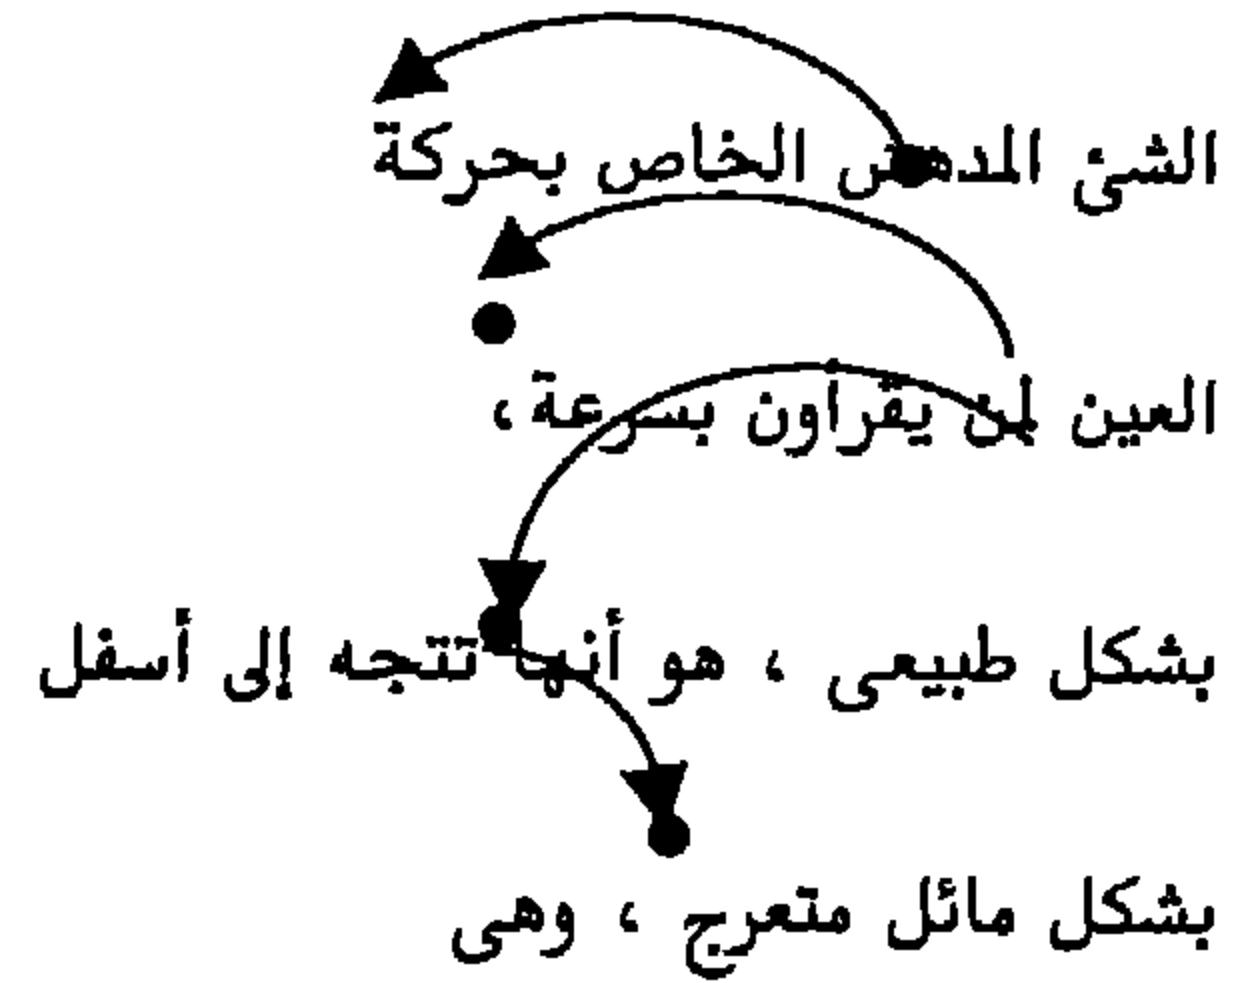 الشئ المدهش الخاص بحركة
العين لمن يقرأون بسرعة ،
بشكل طبيعى ، هو أنها تتجه إلى أسفل
بشكل مائل متعرج ، وهى